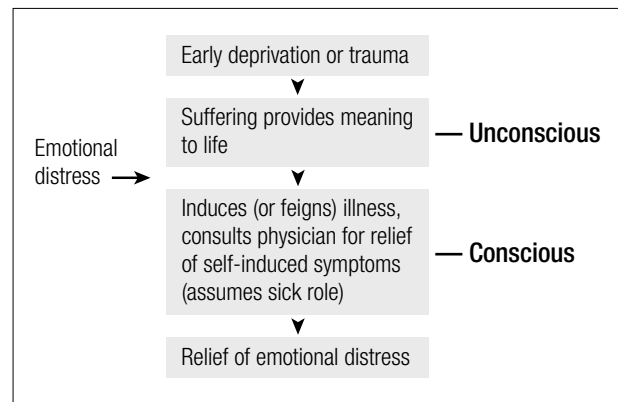 Early deprivation or trauma
Suffering provides meaning
to life
— Unconscious
Emotional
distress
Induces (or feigns) illness,
consults physician for relief
of self-induced symptoms
(assumes sick role)
— Conscious
Relief of emotional distress